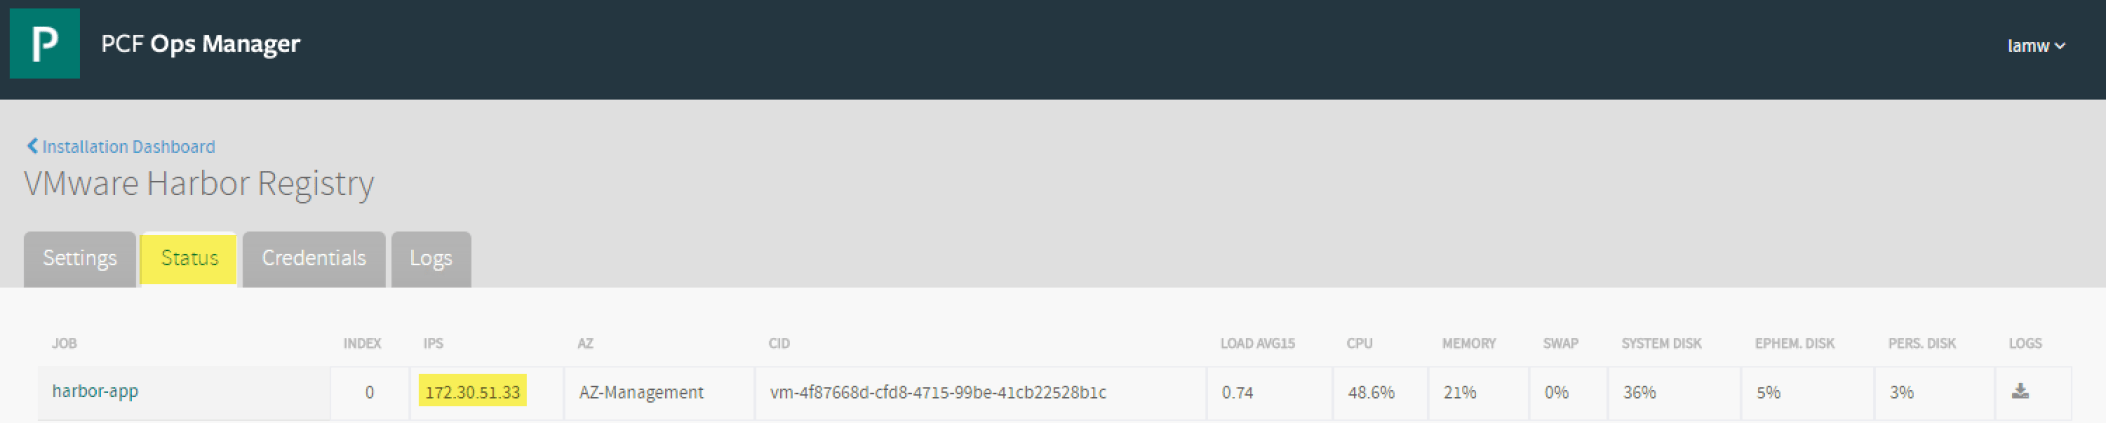 P PCF Ops Manager lamw
Installation Dashboard
VMware Harbor Registry
Settings Status Credentials Logs
JOB INDEX IPS AZ CID LOAD AVG15 CPU MEMORY SWAP SYSTEM DISK EPHEM. DISK PERS. DISK LOGS
harbor-app 0 172.30.51.33 AZ-Management vm-4f87668d-cfd8-4715-99be-41cb22528b1c 0.74 48.6% 21% 0% 36% 5% 3%